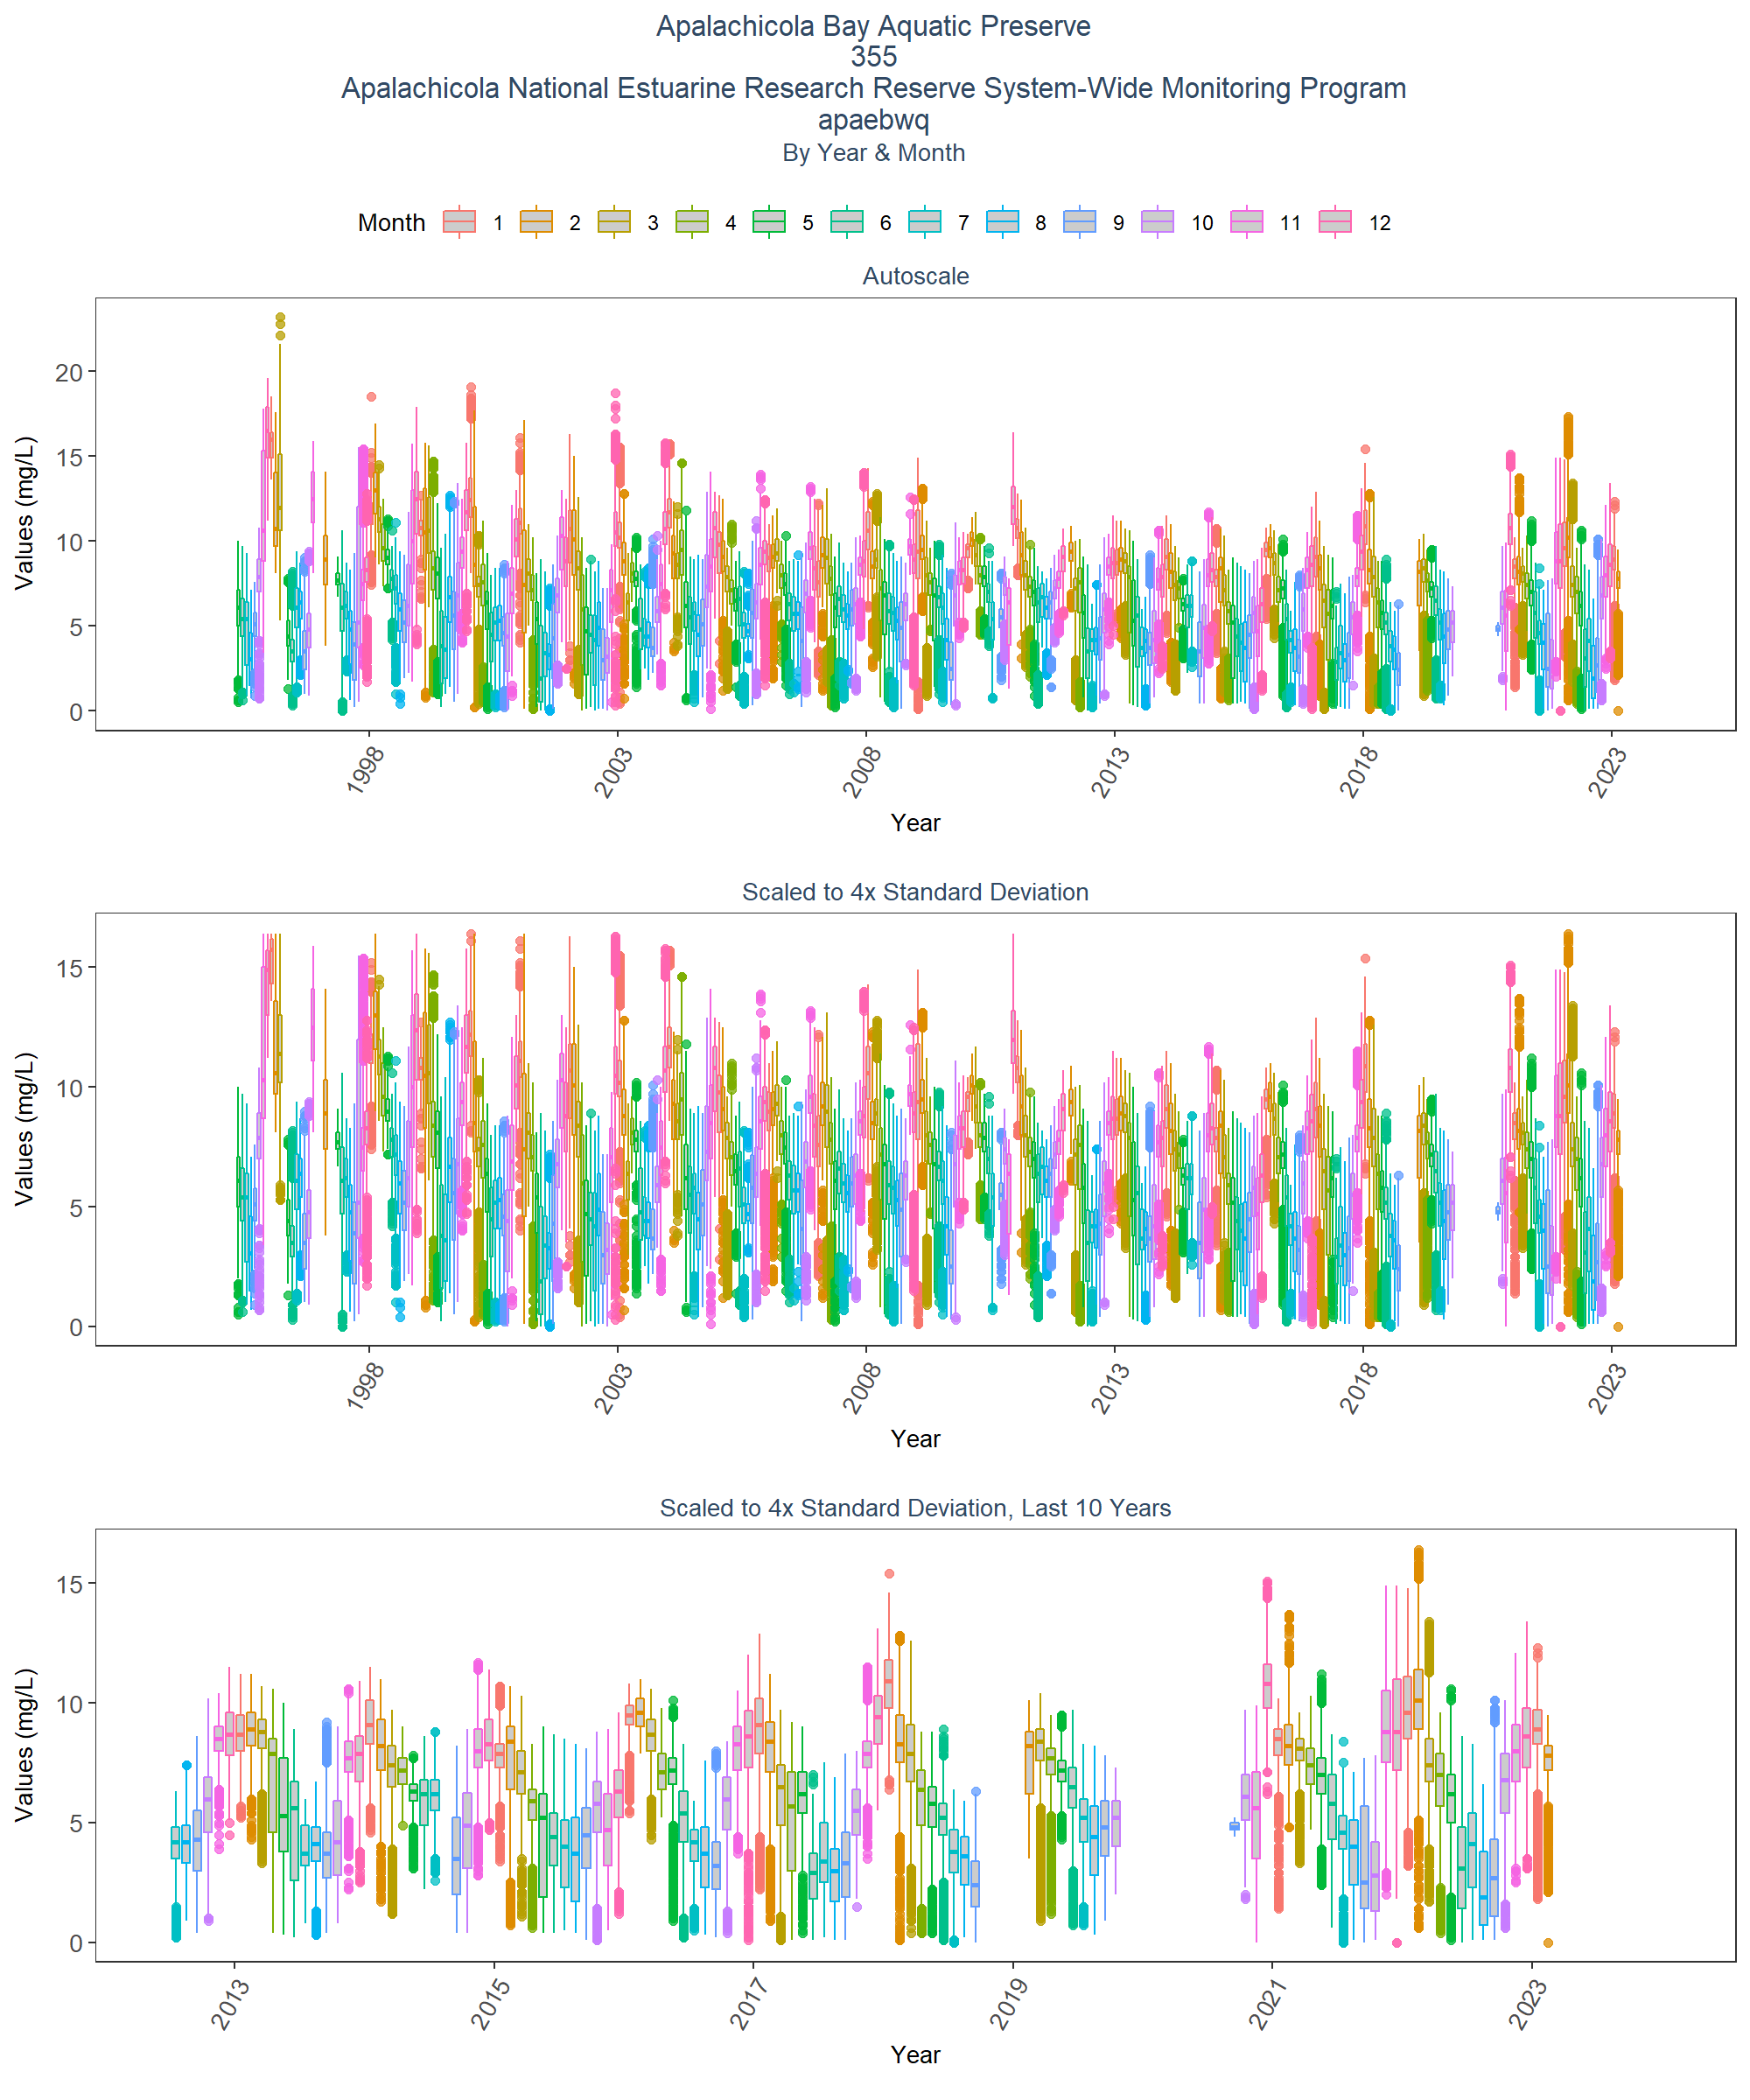 Apalachicola Bay Aquatic Preserve
355
Apalachicola National Estuarine Research Reserve System-Wide Monitoring Program
apaebwq
By Year & Month
Month 1 2 3 4 5 6 7 8 9 10 11 12
Autoscale
Values (mg/L)
20
15
10
5
0
1998 2003 2008 2013 2018 2023
Year
Scaled to 4x Standard Deviation
Values (mg/L)
15
10
5
0
1998 2003 2008 2013 2018 2023
Year
Scaled to 4x Standard Deviation, Last 10 Years
Values (mg/L)
15
10
5
0
2013 2015 2017 2019 2021 2023
Year